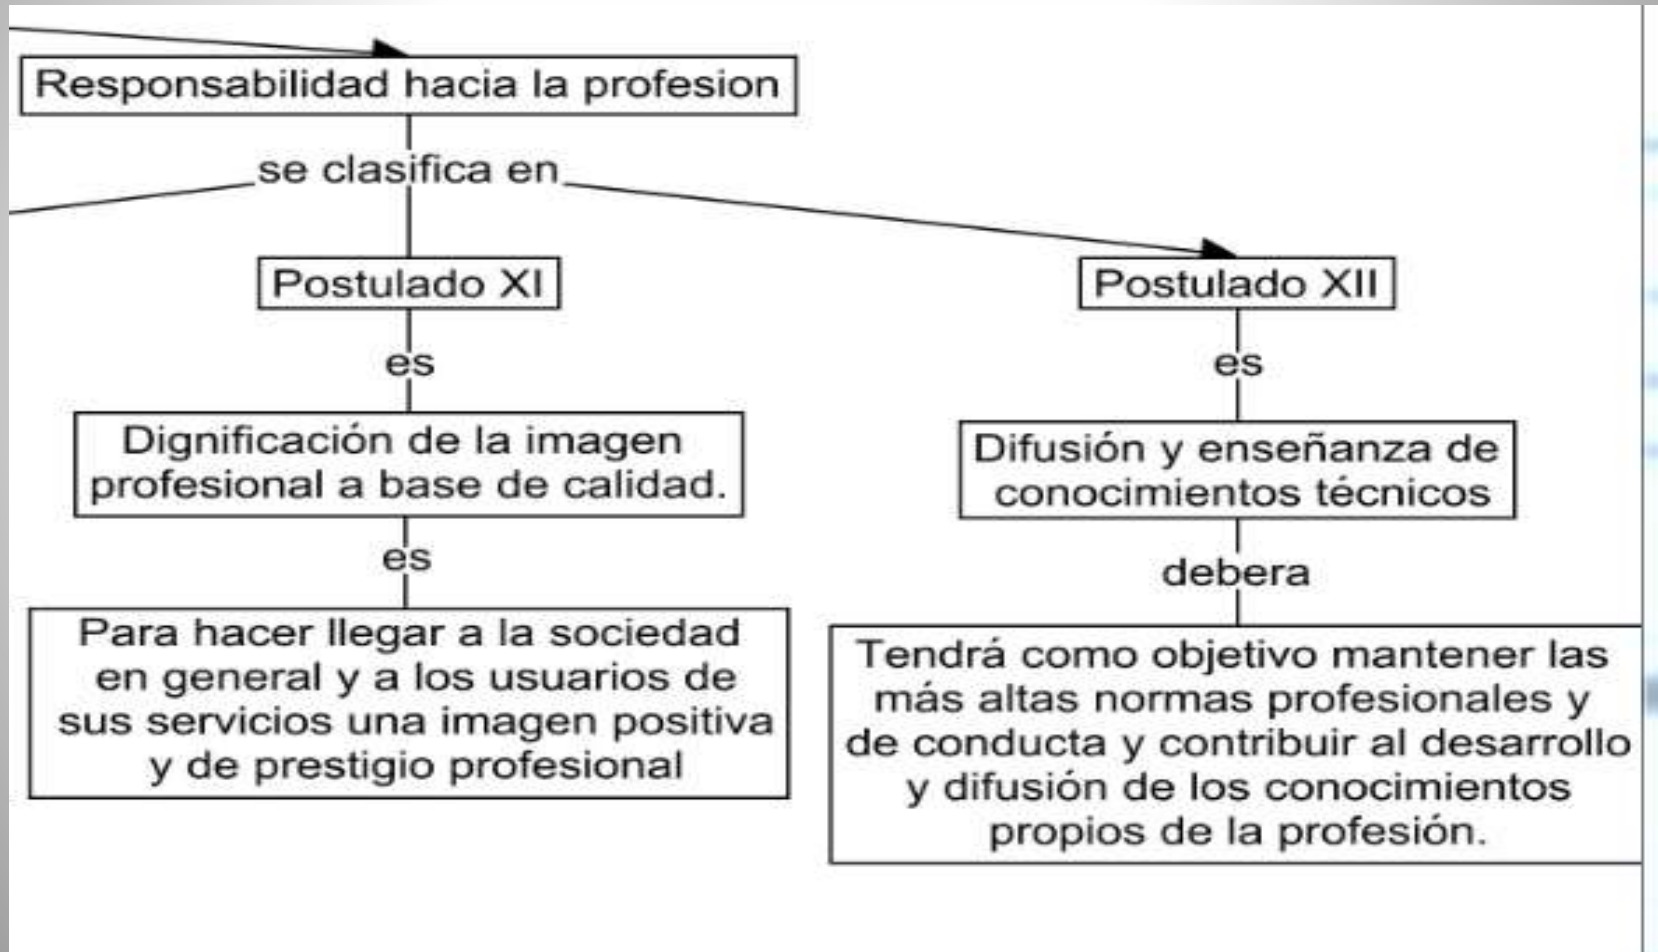 Responsabilidad hacia la profesion
se clasifica en
Postulado XI
es
Dignificación de la imagen
profesional a base de calidad.
es
Para hacer llegar a la sociedad
en general y a los usuarios de
sus servicios una imagen positiva
y de prestigio profesional
Postulado XII
es
Difusión y enseñanza de
conocimientos técnicos
debera
Tendrá como objetivo mantener las
más altas normas profesionales y
de conducta y contribuir al desarrollo
y difusión de los conocimientos
propios de la profesión.